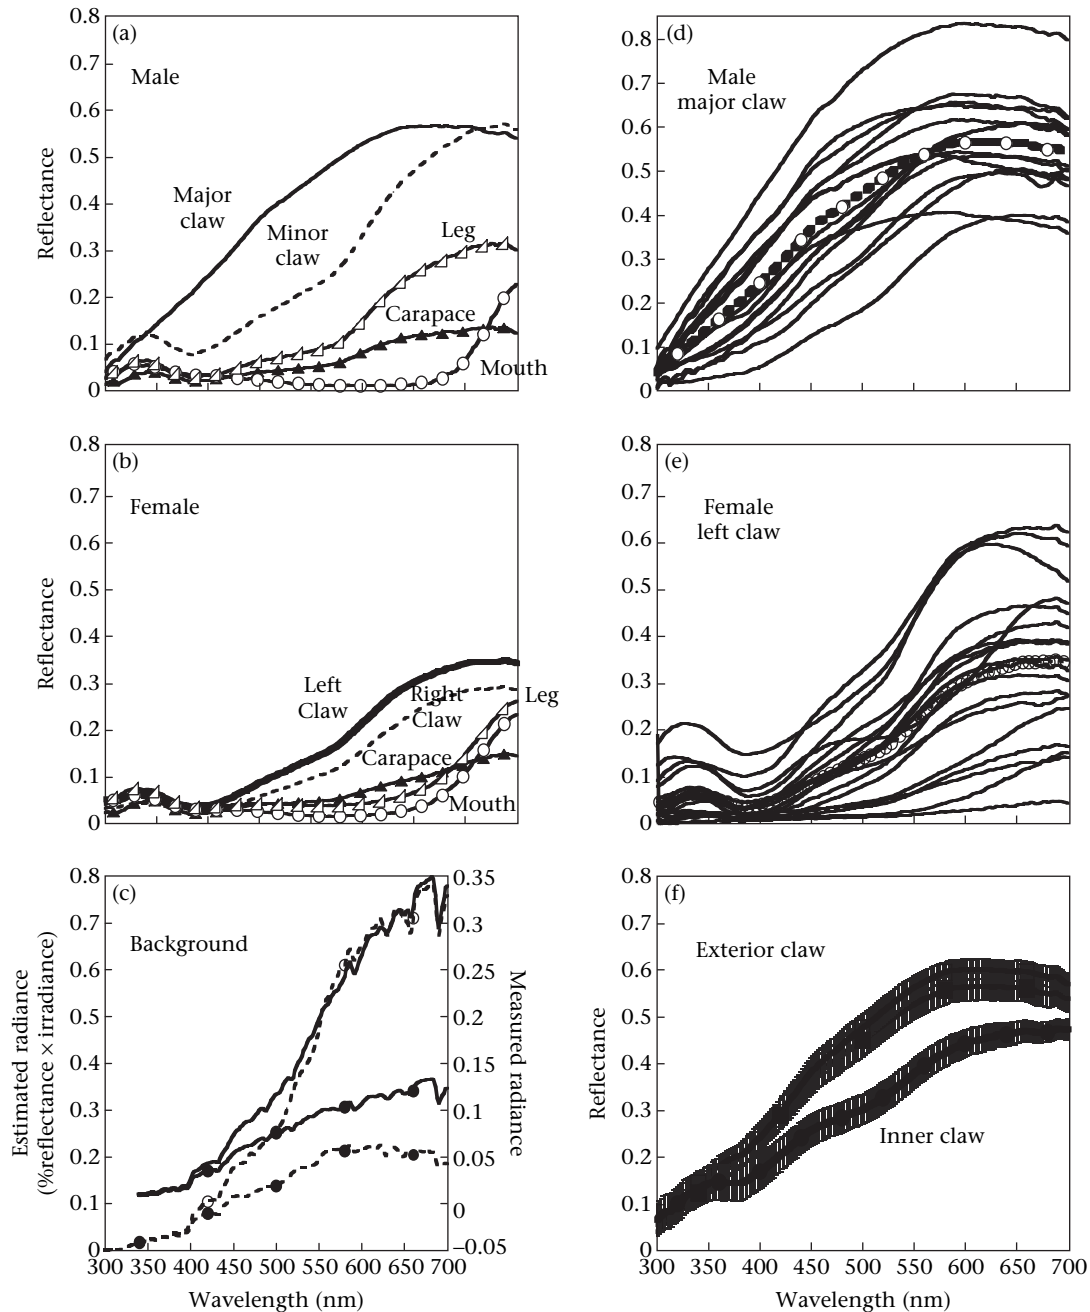 (a)
Male
Reflectance
0.8
0.7
0.6
0.5
0.4
0.3
0.2
0.1
0
Major
claw
Minor
claw
Leg
Carapace
Mouth
(d)
Male
major claw
0.8
0.7
0.6
0.5
0.4
0.3
0.2
0.1
0
(b)
Female
Reflectance
0.8
0.7
0.6
0.5
0.4
0.3
0.2
0.1
0
Left
Claw
Right
Claw
Leg
Carapace
Mouth
(e)
Female
left claw
0.8
0.7
0.6
0.5
0.4
0.3
0.2
0.1
0
(c)
Background
Estimated radiance
(%reflectance × irradiance)
0.8
0.7
0.6
0.5
0.4
0.3
0.2
0.1
0
0.35
0.3
0.25
0.2
0.15
0.1
0.05
0
–0.05
Measured radiance
300 350 400 450 500 550 600 650 700
Wavelength (nm)
(f)
Exterior claw
Inner claw
Reflectance
0.8
0.7
0.6
0.5
0.4
0.3
0.2
0.1
0
300 350 400 450 500 550 600 650 700
Wavelength (nm)